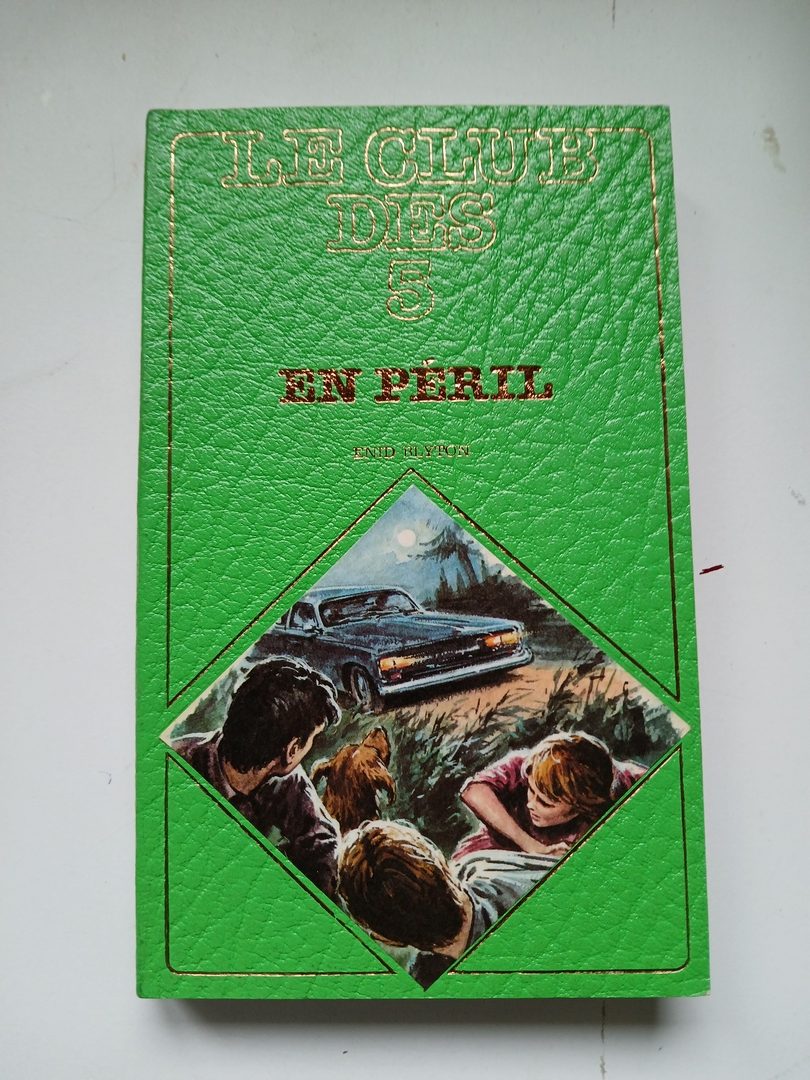 LE CLUB
DES
5
EN PÉRIL
ENID BLYTON